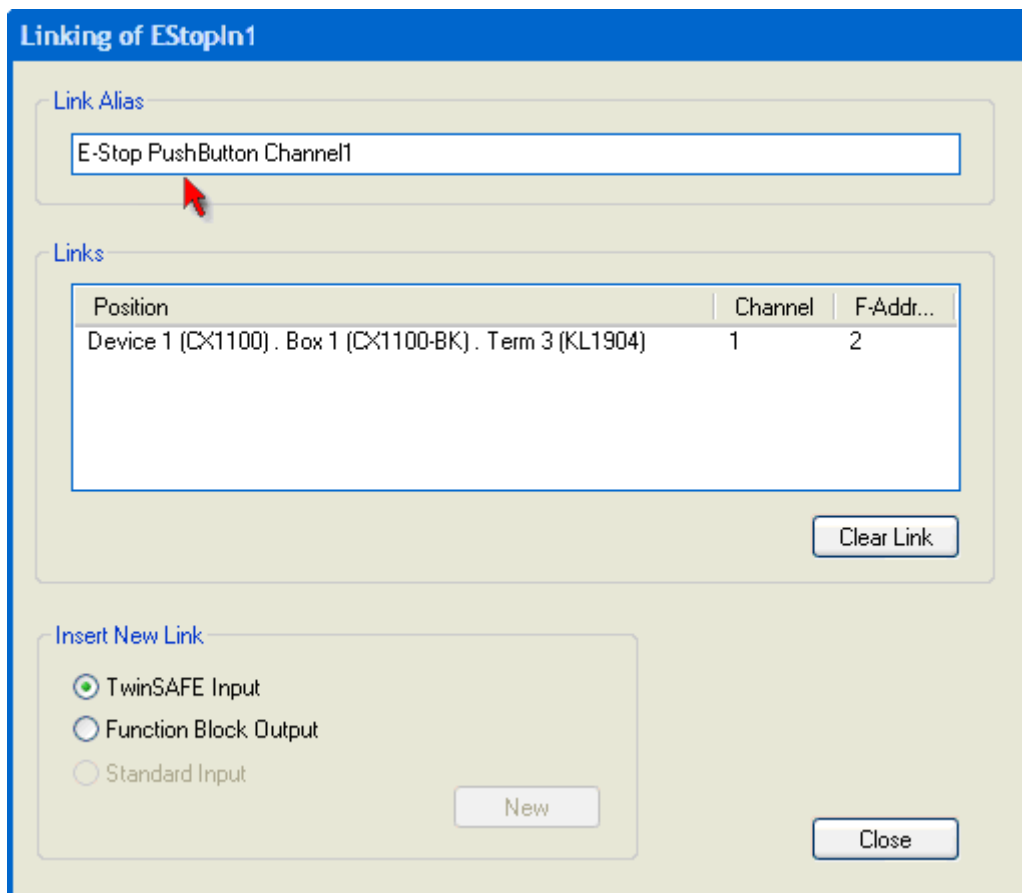 Linking of EStopIn1
Link Alias
E-Stop PushButton Channel1
Links
Position Channel F-Addr...
Device 1 (CX1100) . Box 1 (CX1100-BK) . Term 3 (KL1904) 1 2
Clear Link
Insert New Link
TwinSAFE Input
Function Block Output
Standard Input
New
Close